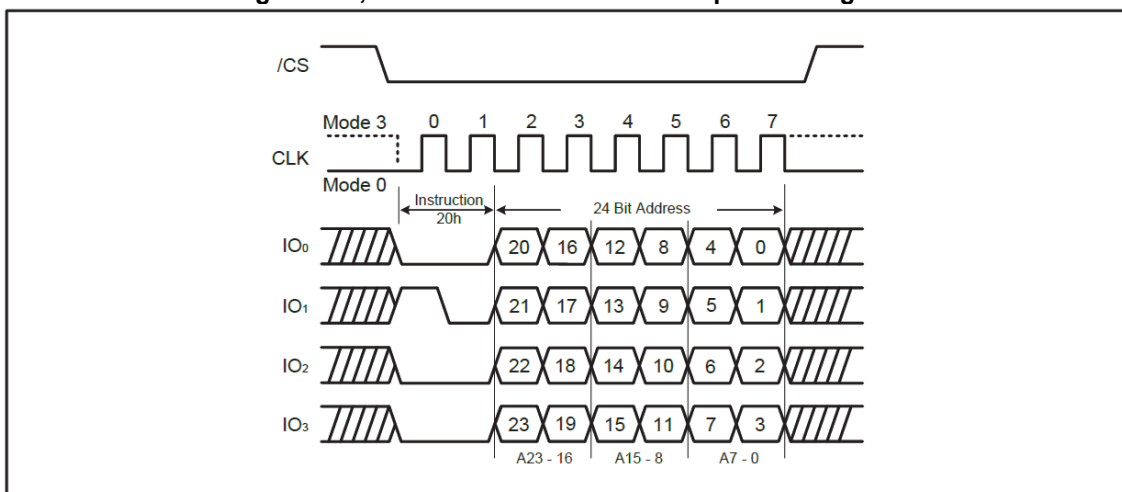 /CS
Mode 3 0 1 2 3 4 5 6 7
CLK
Mode 0
Instruction
20h
24 Bit Address
IO0 20 16 12 8 4 0
IO1 21 17 13 9 5 1
IO2 22 18 14 10 6 2
IO3 23 19 15 11 7 3
A23 - 16 A15 - 8 A7 - 0